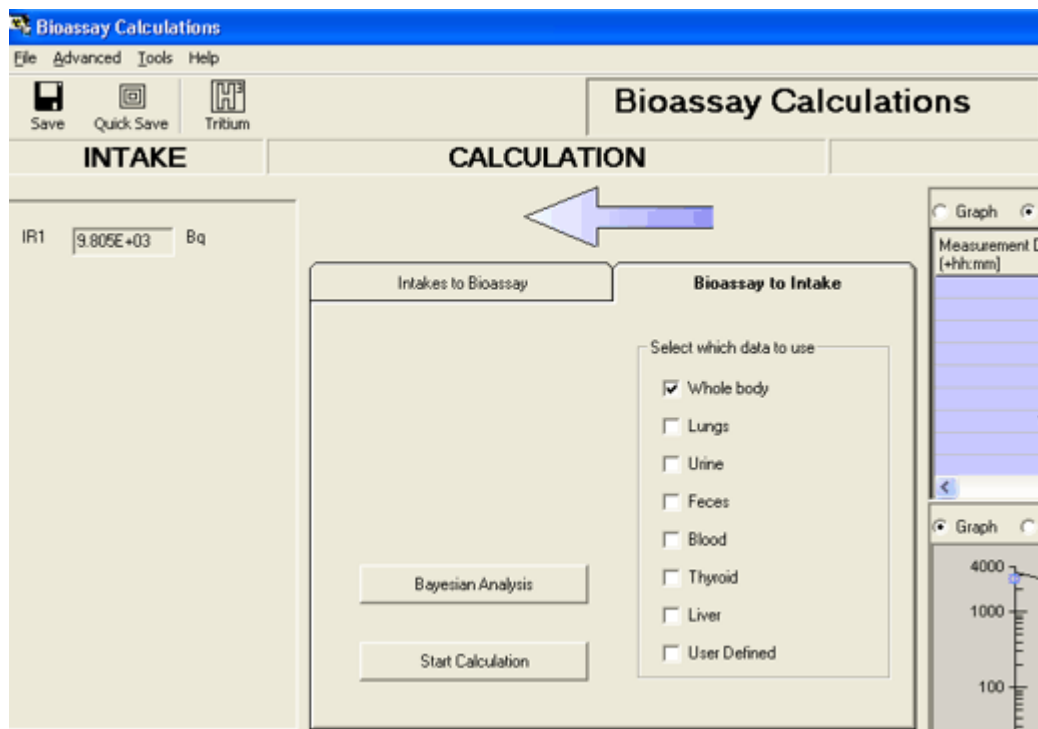 Bioassay Calculations
File Advanced Tools Help
Save Quick Save Tritium
Bioassay Calculations
INTAKE CALCULATION
IR1 9.805E+03 Bq
Graph
Measurement D
(+hh:mm)
Intakes to Bioassay Bioassay to Intake
Select which data to use
Whole body
Lungs
Urine
Feces
Blood
Thyroid
Liver
User Defined
Bayesian Analysis
Start Calculation
Graph
4000
1000
100